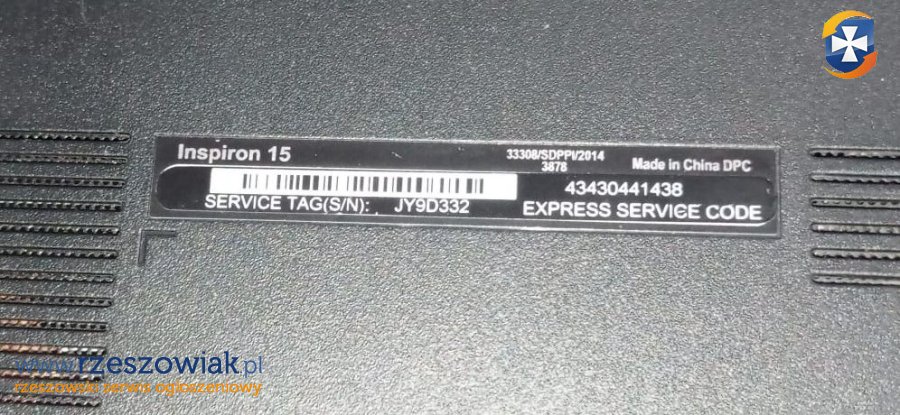 Inspiron 15
33308/SDPPI/2014
3878
Made in China DPC
43430441438
SERVICE TAG(S/N): JY9D332
EXPRESS SERVICE CODE
www.rzeszowiak.pl
rzeszowski serwis ogłoszeniowy